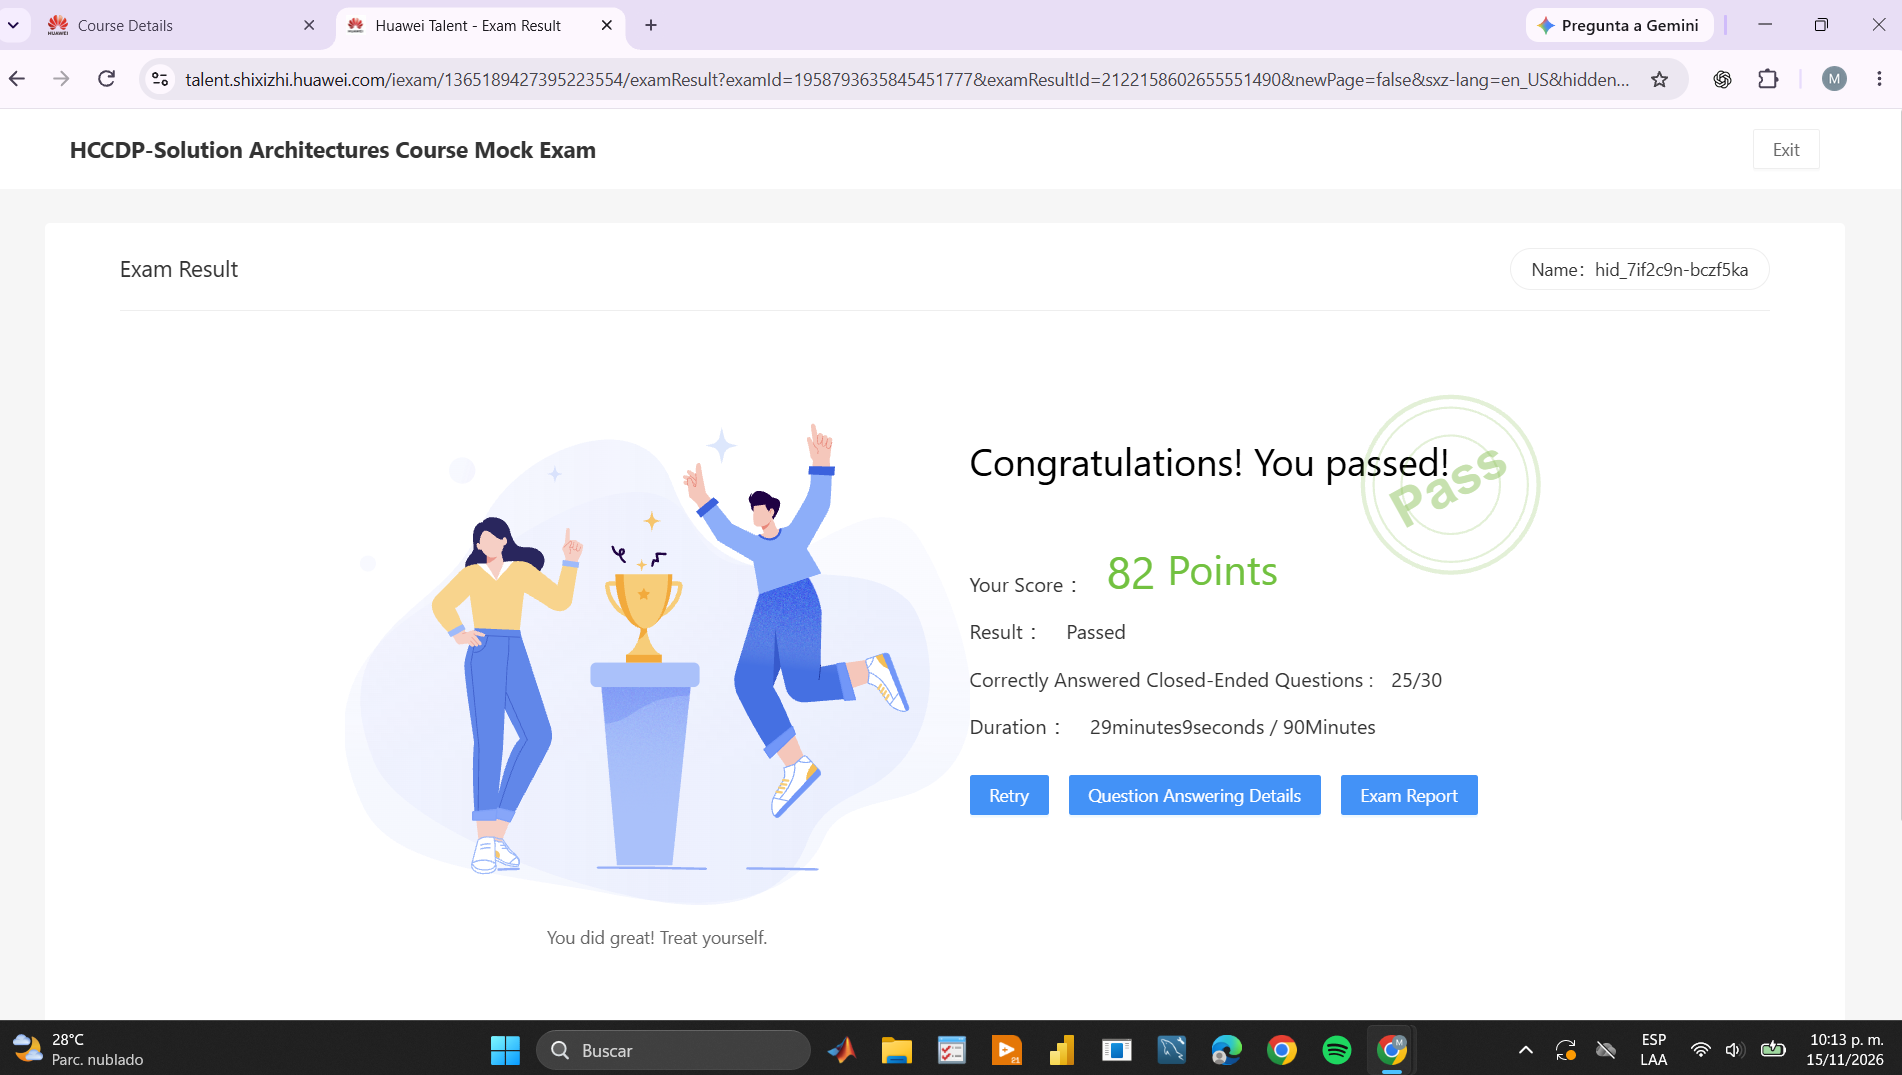 Course Details
Huawei Talent - Exam Result
Pregunta a Gemini
talent.shixizhi.huawei.com/iexam/1365189427395223554/examResult?examId=1958793635845451777&examResultId=2122158602655551490&newPage=false&sxz-lang=en_US&hidden...
M
HCCDP-Solution Architectures Course Mock Exam
Exit
Exam Result
Name: hid_7if2c9n-bczf5ka
Congratulations! You passed!
Pass
Your Score : 82 Points
Result : Passed
Correctly Answered Closed-Ended Questions : 25/30
Duration : 29minutes9seconds / 90Minutes
Retry
Question Answering Details
Exam Report
You did great! Treat yourself.
28°C
Parc. nublado
Buscar
21
M
ESP
LAA
10:13 p. m.
15/11/2026